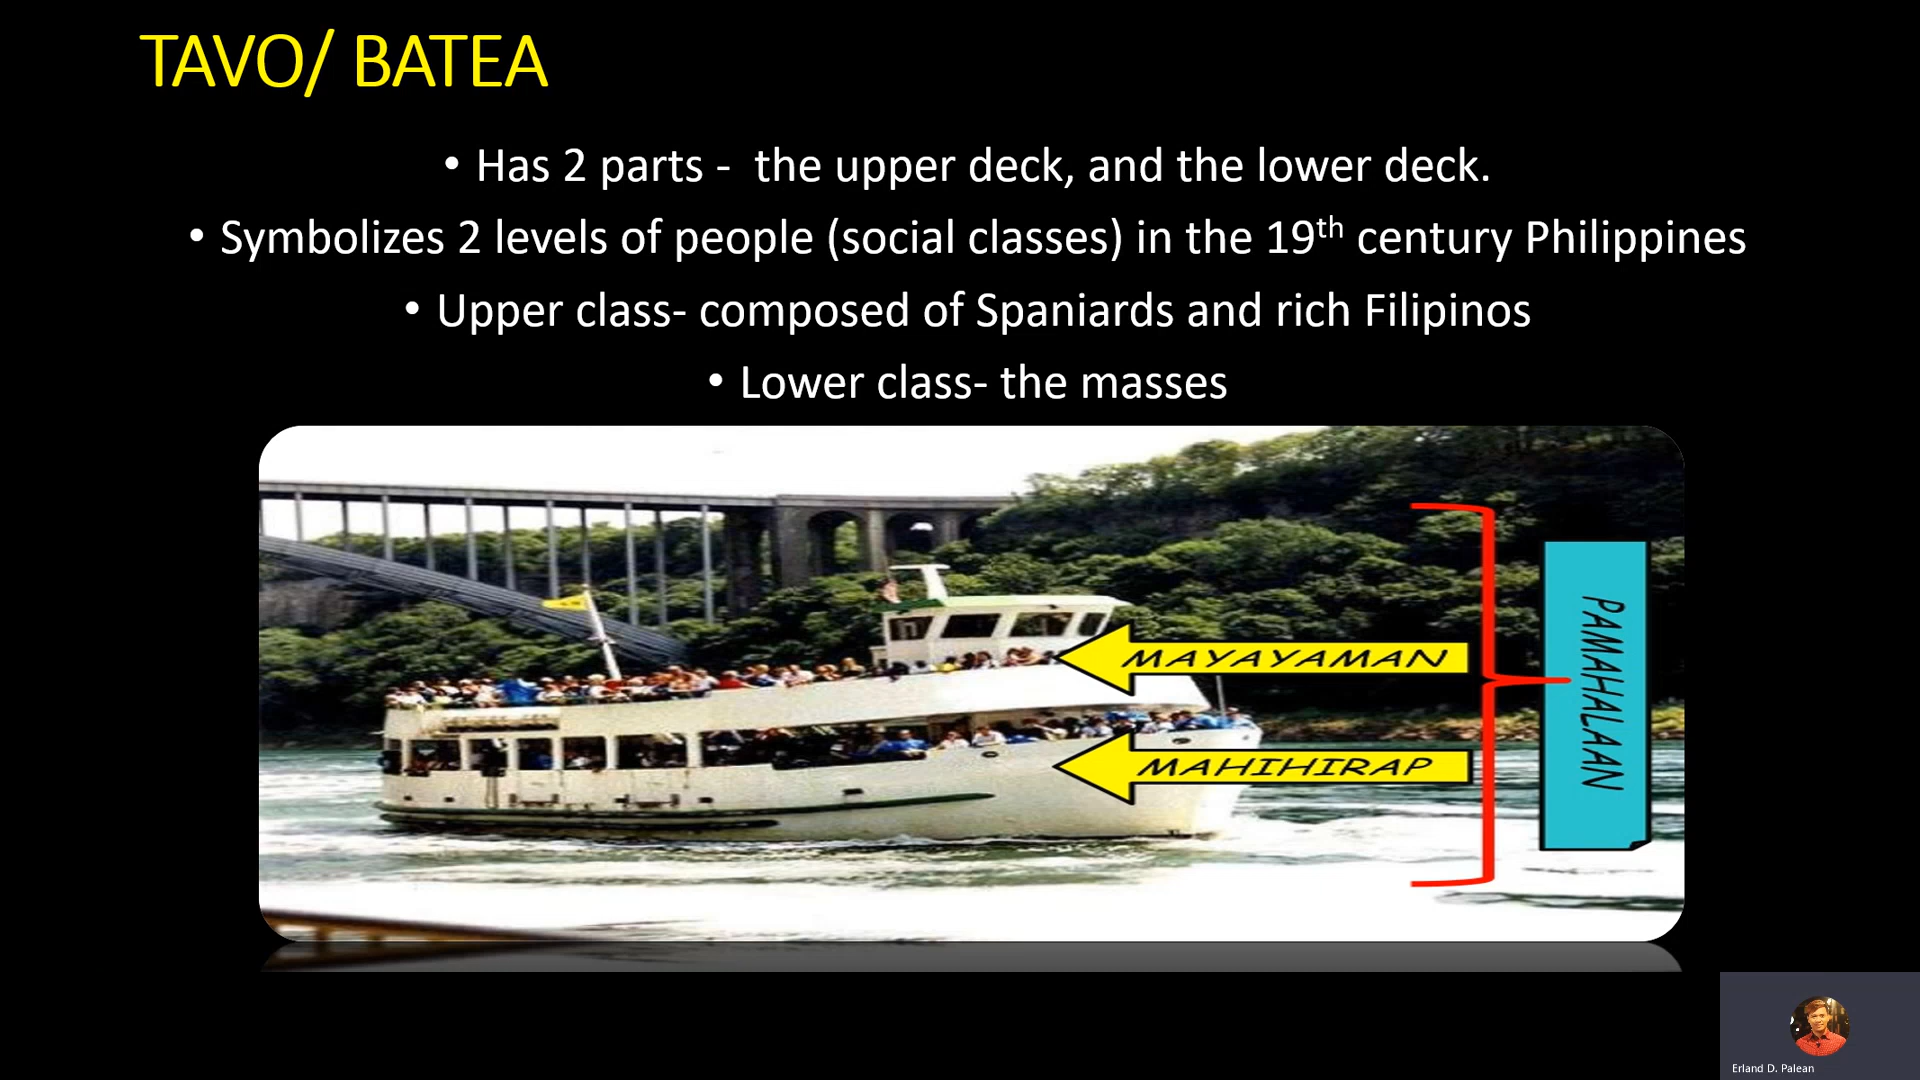 TAVO/ BATEA
• Has 2 parts -  the upper deck, and the lower deck.
• Symbolizes 2 levels of people (social classes) in the 19th century Philippines
• Upper class- composed of Spaniards and rich Filipinos
• Lower class- the masses
MAYAYAMAN
MAHIHIRAP
PAMAHALAAN
Erland D. Palean